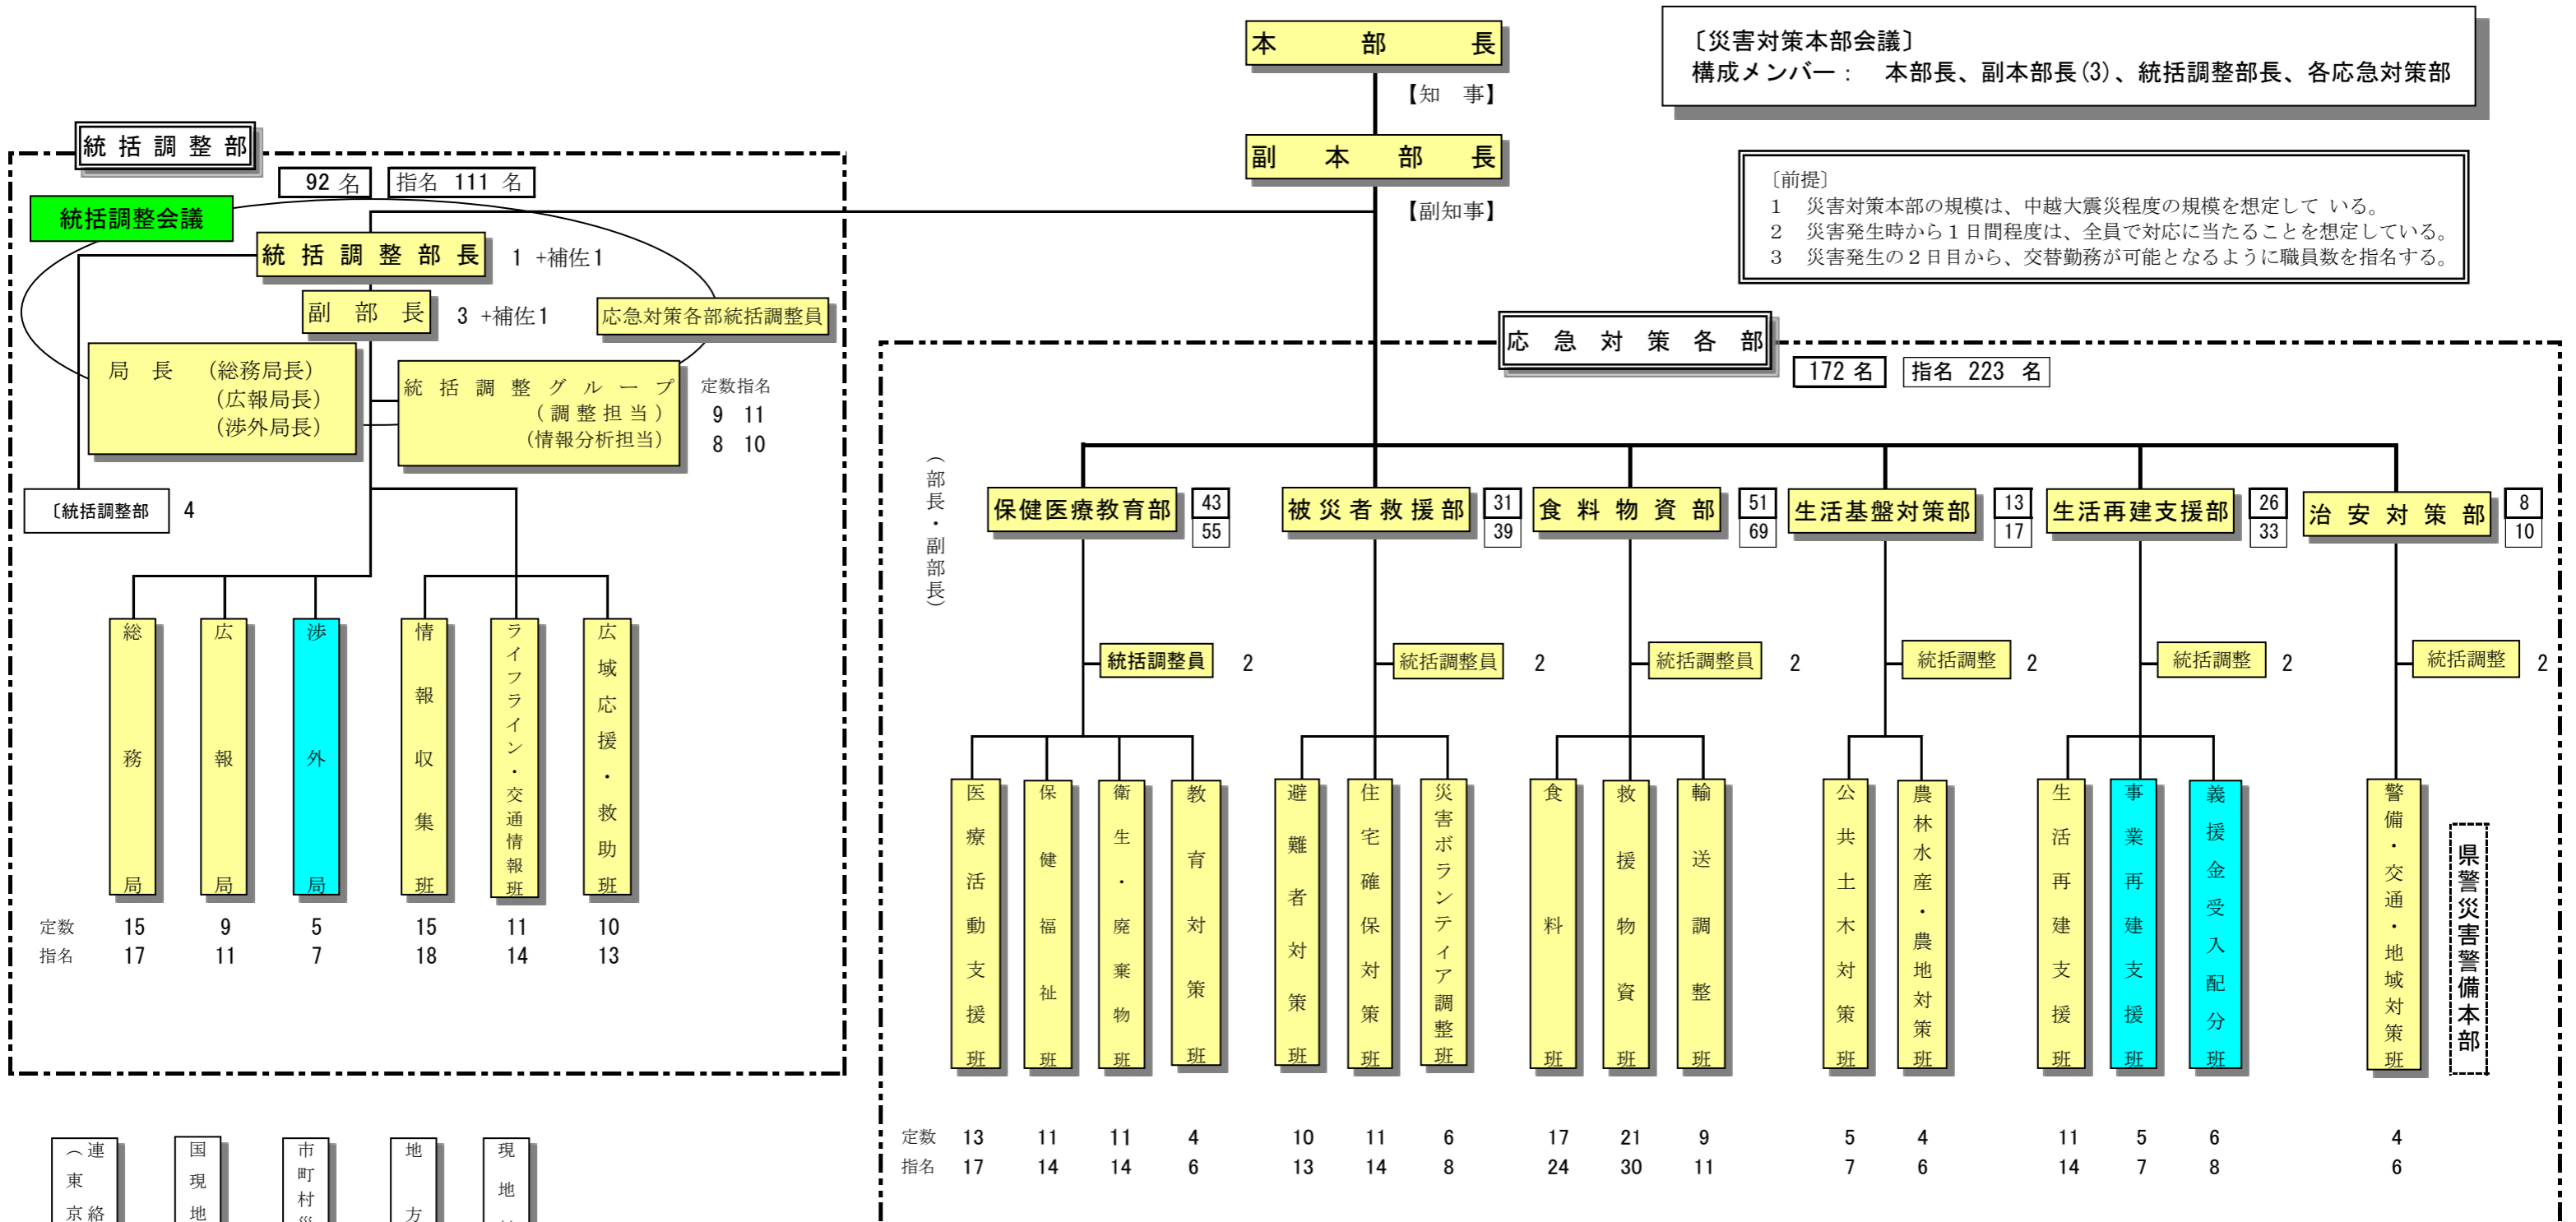 本部長
【知　事】
副本部長
【副知事】
〔災害対策本部会議〕
構成メンバー：　本部長、副本部長(3)、統括調整部長、各応急対策部
〔前提〕
1　災害対策本部の規模は、中越大震災程度の規模を想定して いる。
2　災害発生時から１日間程度は、全員で対応に当たることを想定している。
3　災害発生の２日目から、交替勤務が可能となるように職員数を指名する。
統括調整部
92 名
指名 111 名
統括調整会議
統括調整部長
1 +補佐1
副部長
3 +補佐1
応急対策各部統括調整員
局　長　（総務局長）
（広報局長）
（渉外局長）
統括調整グループ
（調整担当）
（情報分析担当）
定数指名
9 11
8 10
〔統括調整部
4
総務局
広報局
渉外局
情報収集班
ライフライン・交通情報班
広域応援・救助班
定数 15 9 5 15 11 10
指名 17 11 7 18 14 13
応急対策各部
172 名
指名 223 名
（部長・副部長）
保健医療教育部
43
55
被災者救援部
31
39
食料物資部
51
69
生活基盤対策部
13
17
生活再建支援部
26
33
治安対策部
8
10
統括調整員 2
統括調整員 2
統括調整員 2
統括調整 2
統括調整 2
統括調整 2
医療活動支援班
保健福祉班
衛生・廃棄物班
教育対策班
避難者対策班
住宅確保対策班
災害ボランティア調整班
食料班
救援物資班
輸送調整班
公共土木対策班
農林水産・農地対策班
生活再建支援班
事業再建支援班
義援金受入配分班
警備・交通・地域対策班
県警災害警備本部
定数 13 11 11 4 10 11 6 17 21 9 5 4 11 5 6 4
指名 17 14 14 6 13 14 8 24 30 11 7 6 14 7 8 6
連絡
（東京
国現地
市町村
地方
現地